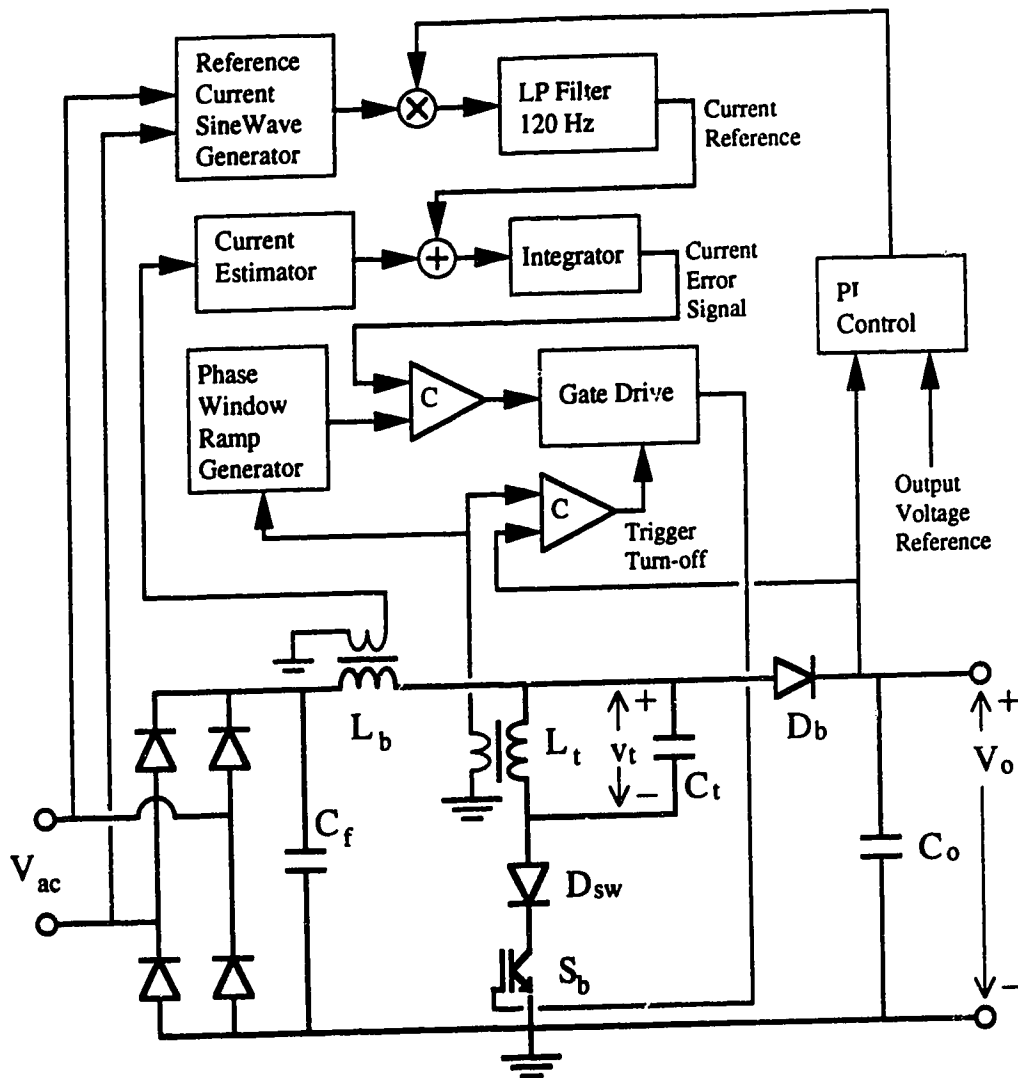 Reference
Current
SineWave
Generator
×
LP Filter
120 Hz
Current
Reference
Current
Estimator
+
Integrator
Current
Error
Signal
PI
Control
Phase
Window
Ramp
Generator
C
Gate Drive
C
Trigger
Turn-off
Output
Voltage
Reference
L_b
L_t
+
v_t
−
C_t
D_b
+
V_o
−
V_ac
C_f
D_sw
S_b
C_o